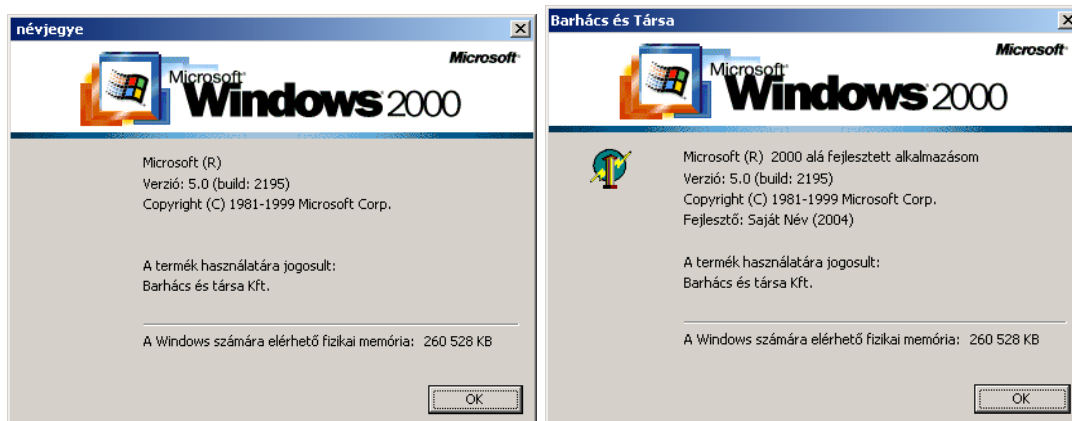 névjegye
Microsoft
Microsoft
Windows 2000
Microsoft (R)
Verzió: 5.0 (build: 2195)
Copyright (C) 1981-1999 Microsoft Corp.
A termék használatára jogosult:
Barhács és társa Kft.
A Windows számára elérhető fizikai memória: 260 528 KB
OK
Barhács és Társa
Microsoft
Microsoft
Windows 2000
Microsoft (R) 2000 alá fejlesztett alkalmazásom
Verzió: 5.0 (build: 2195)
Copyright (C) 1981-1999 Microsoft Corp.
Fejlesztő: Saját Név (2004)
A termék használatára jogosult:
Barhács és társa Kft.
A Windows számára elérhető fizikai memória: 260 528 KB
OK